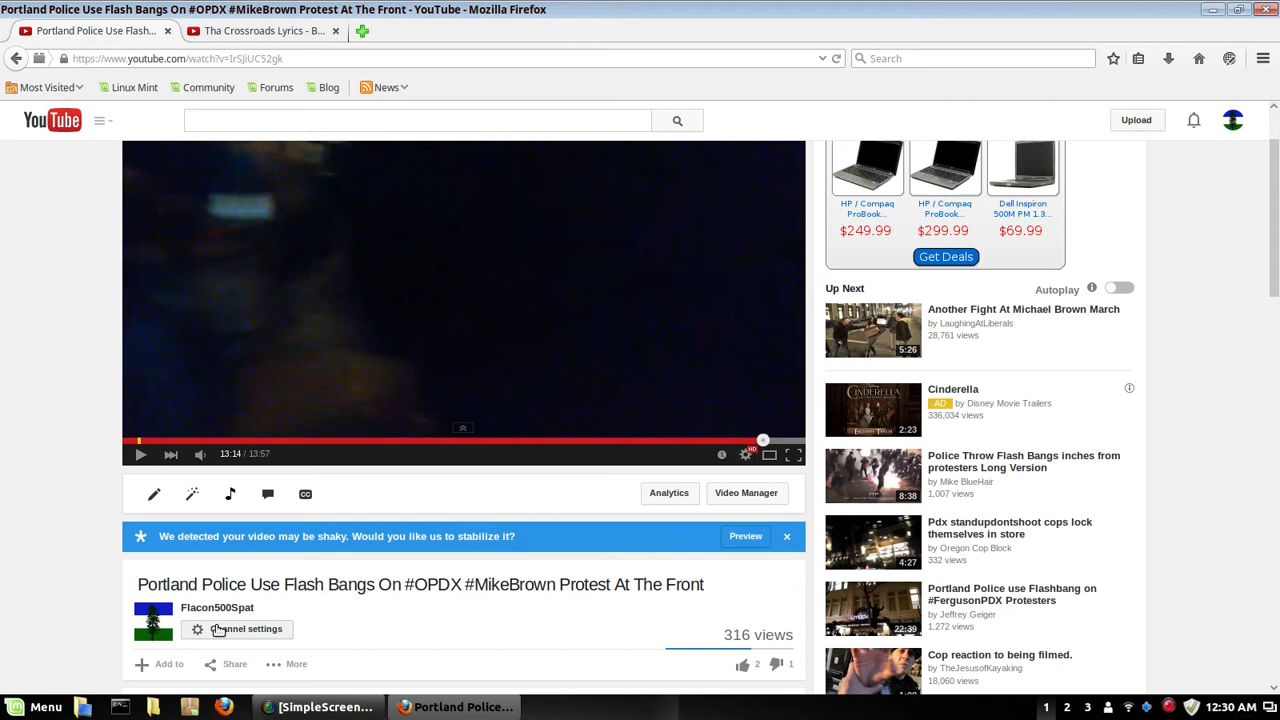 Portland Police Use Flash Bangs On #OPDX #MikeBrown Protest At The Front - YouTube - Mozilla Firefox
Portland Police Use Flash...
Tha Crossroads Lyrics - B...
https://www.youtube.com/watch?v=IrSJiUC52gk
Search
Most Visited
Linux Mint
Community
Forums
Blog
News
YouTube
Upload
HP / Compaq ProBook...
HP / Compaq ProBook...
Dell Inspiron 500M PM 1.3...
$249.99
$299.99
$69.99
Get Deals
Up Next
Autoplay
Another Fight At Michael Brown March
by LaughingAtLiberals
28,761 views
5:26
CINDERELLA
Cinderella
AD by Disney Movie Trailers
336,034 views
2:23
Police Throw Flash Bangs inches from
protesters Long Version
by Mike BlueHair
1,007 views
8:38
Pdx standupdontshoot cops lock
themselves in store
by Oregon Cop Block
332 views
4:27
Portland Police use Flashbang on
#FergusonPDX Protesters
by Jeffrey Geiger
1,272 views
22:39
Cop reaction to being filmed.
by TheJesusofKayaking
18,060 views
13:14 / 13:57
HD
CC
Analytics
Video Manager
We detected your video may be shaky. Would you like us to stabilize it?
Preview
Portland Police Use Flash Bangs On #OPDX #MikeBrown Protest At The Front
Flacon500Spat
Channel settings
316 views
Add to
Share
More
2
1
Menu
[SimpleScreen...
Portland Police...
1
2
3
12:30 AM